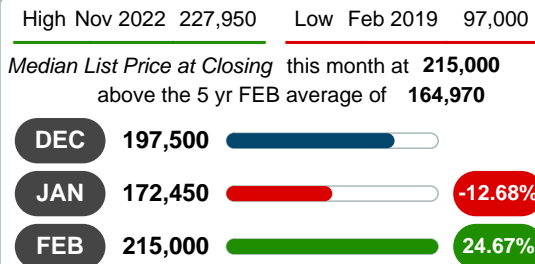 High Nov 2022 227,950 Low Feb 2019 97,000
Median List Price at Closing this month at 215,000
above the 5 yr FEB average of 164,970
DEC 197,500
JAN 172,450 -12.68%
FEB 215,000 24.67%